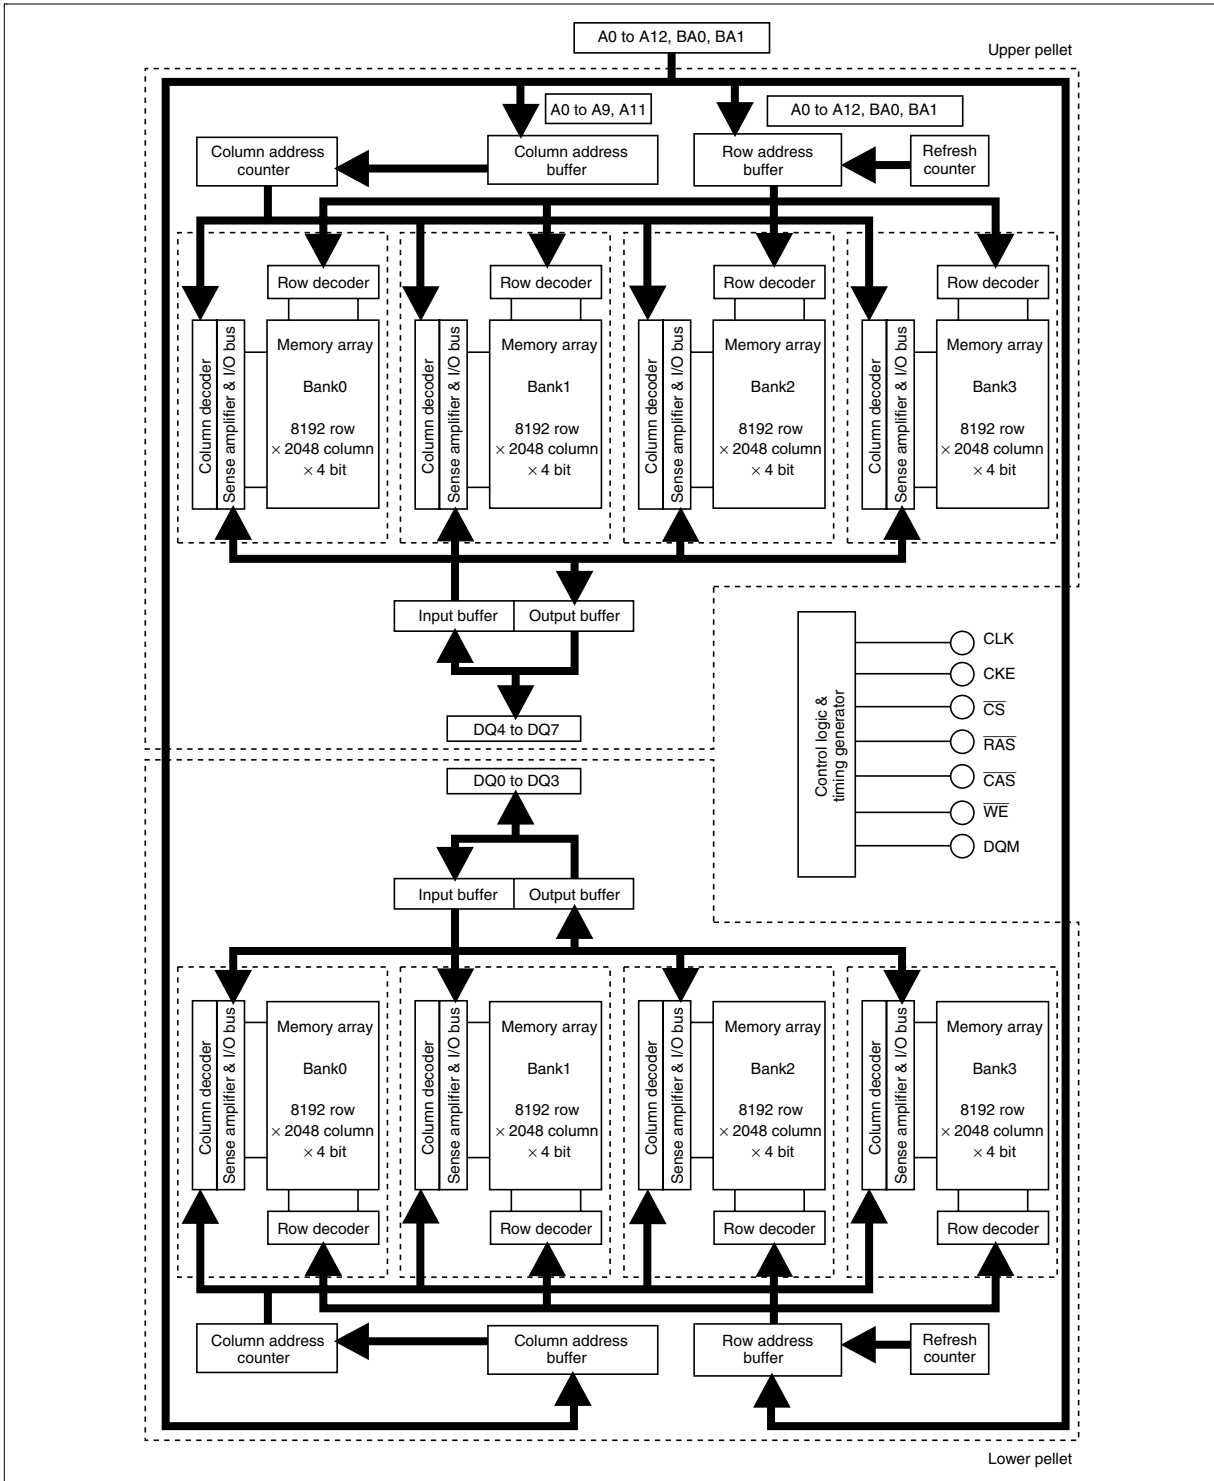 A0 to A12, BA0, BA1
Upper pellet
A0 to A9, A11
A0 to A12, BA0, BA1
Column address
counter
Column address
buffer
Row address
buffer
Refresh
counter
Row decoder
Row decoder
Row decoder
Row decoder
Column decoder
Sense amplifier & I/O bus
Memory array
Bank0
8192 row
× 2048 column
× 4 bit
Column decoder
Sense amplifier & I/O bus
Memory array
Bank1
8192 row
× 2048 column
× 4 bit
Column decoder
Sense amplifier & I/O bus
Memory array
Bank2
8192 row
× 2048 column
× 4 bit
Column decoder
Sense amplifier & I/O bus
Memory array
Bank3
8192 row
× 2048 column
× 4 bit
Input buffer
Output buffer
DQ4 to DQ7
Control logic &
timing generator
CLK
CKE
C̅S̅
R̅A̅S̅
C̅A̅S̅
W̅E̅
DQM
DQ0 to DQ3
Input buffer
Output buffer
Column decoder
Sense amplifier & I/O bus
Memory array
Bank0
8192 row
× 2048 column
× 4 bit
Column decoder
Sense amplifier & I/O bus
Memory array
Bank1
8192 row
× 2048 column
× 4 bit
Column decoder
Sense amplifier & I/O bus
Memory array
Bank2
8192 row
× 2048 column
× 4 bit
Column decoder
Sense amplifier & I/O bus
Memory array
Bank3
8192 row
× 2048 column
× 4 bit
Row decoder
Row decoder
Row decoder
Row decoder
Column address
counter
Column address
buffer
Row address
buffer
Refresh
counter
Lower pellet